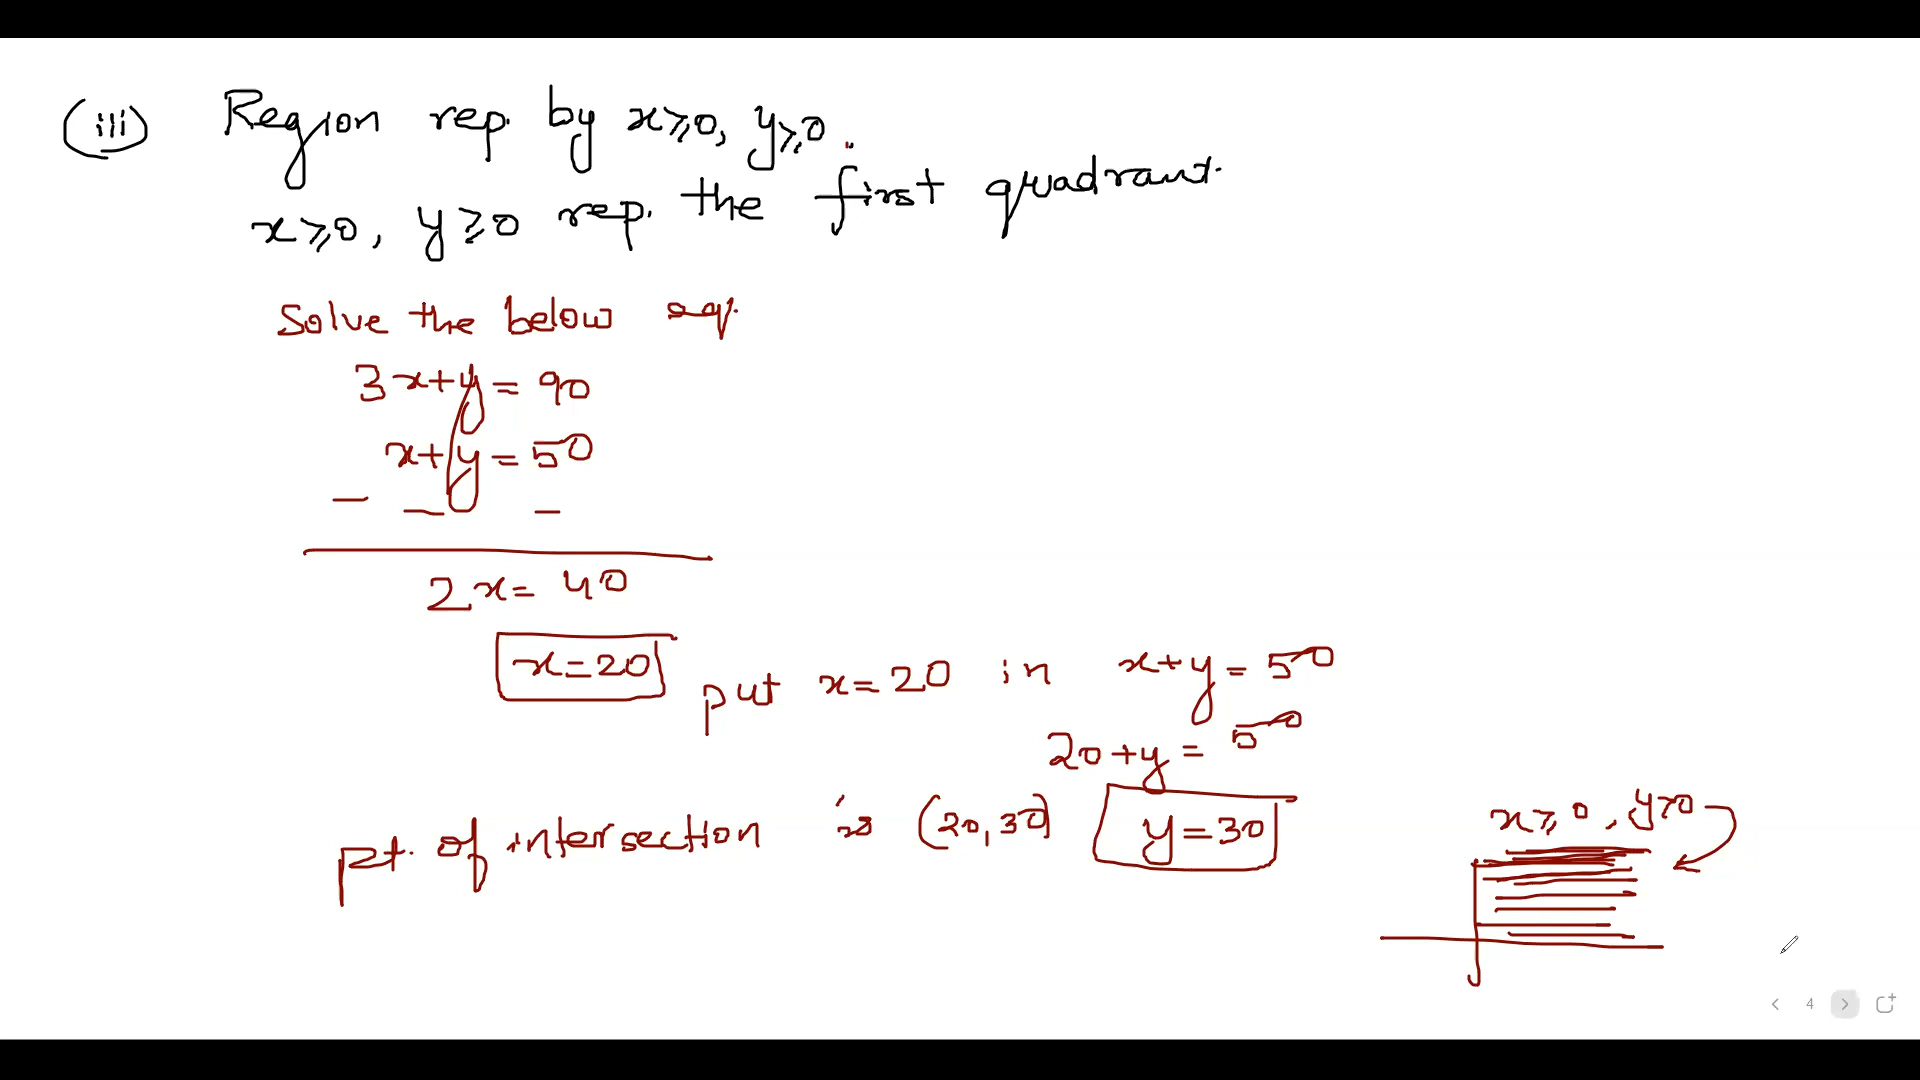 (iii) Region rep. by x⩾0, y⩾0.
x⩾0, y⩾0 rep. the first quadrant.
Solve the below eq.
3x+y = 90
x+y = 50
— — —
2x = 40
x=20 put x=20 in x+y = 50
20+y = 50
pt. of intersection is (20,30) y=30
x⩾0, y⩾0
4